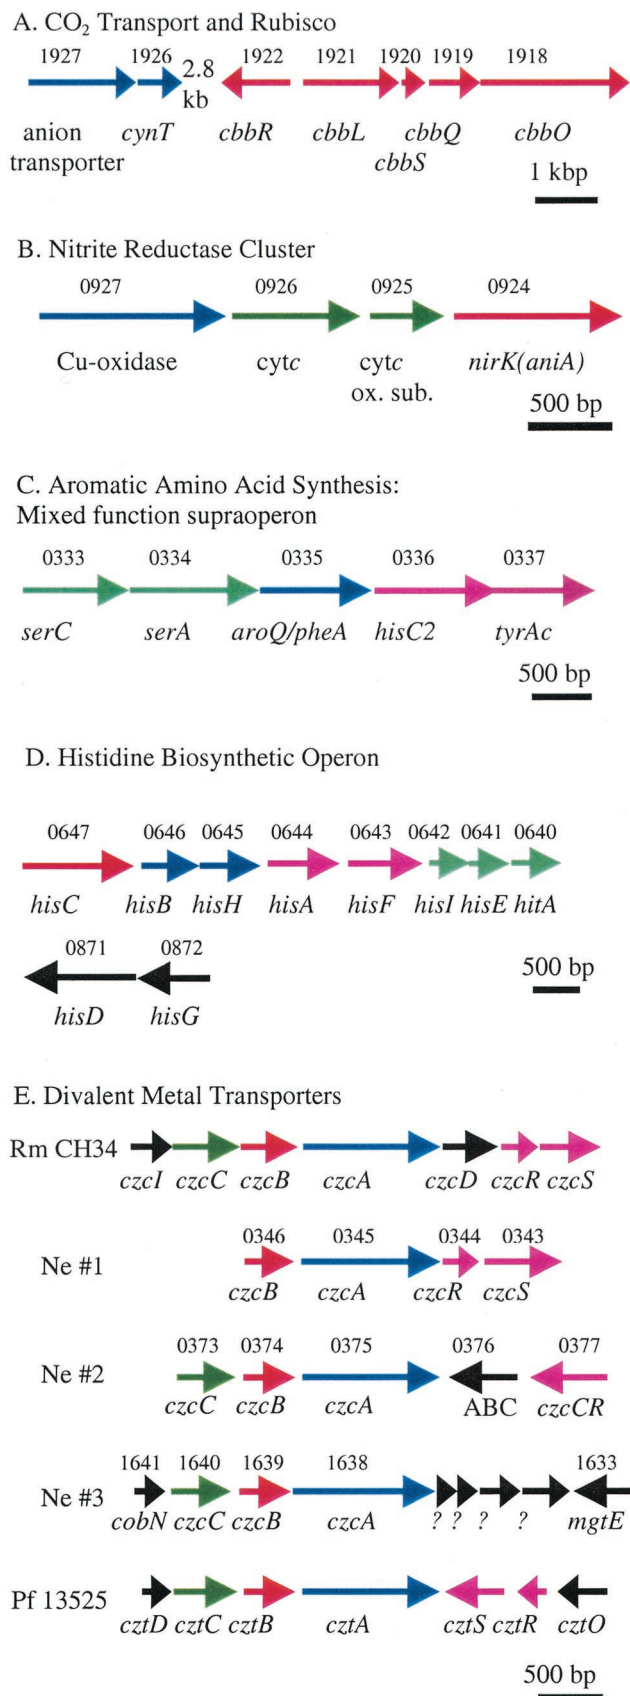 A. CO₂ Transport and Rubisco
1927 1926 2.8 kb 1922 1921 1920 1919 1918
anion transporter cynT cbbR cbbL cbbS cbbQ cbbO
1 kbp
B. Nitrite Reductase Cluster
0927 0926 0925 0924
Cu-oxidase cytc cytc nirK(aniA)
ox. sub.
500 bp
C. Aromatic Amino Acid Synthesis:
Mixed function supraoperon
0333 0334 0335 0336 0337
serC serA aroQ/pheA hisC2 tyrAc
500 bp
D. Histidine Biosynthetic Operon
0647 0646 0645 0644 0643 0642 0641 0640
hisC hisB hisH hisA hisF hisI hisE hitA
0871 0872
500 bp
hisD hisG
E. Divalent Metal Transporters
Rm CH34
czcI czcC czcB czcA czcD czcR czcS
0346 0345 0344 0343
Ne #1
czcB czcA czcR czcS
0373 0374 0375 0376 0377
Ne #2
czcC czcB czcA ABC czcCR
1641 1640 1639 1638 1633
Ne #3
cobN czcC czcB czcA ? ? ? ? mgtE
Pf 13525
cztD cztC cztB cztA cztS cztR cztO
500 bp